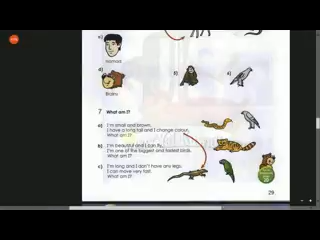 c)
d)
Bruno
7 What am I?
a) I'm small and brown.
I have a long tail and I change colour.
What am I?
b) I'm beautiful and I can fly.
I'm one of the biggest and fastest birds.
What am I?
c) I'm long and I don't have any legs.
I can move very fast.
What am I?
29